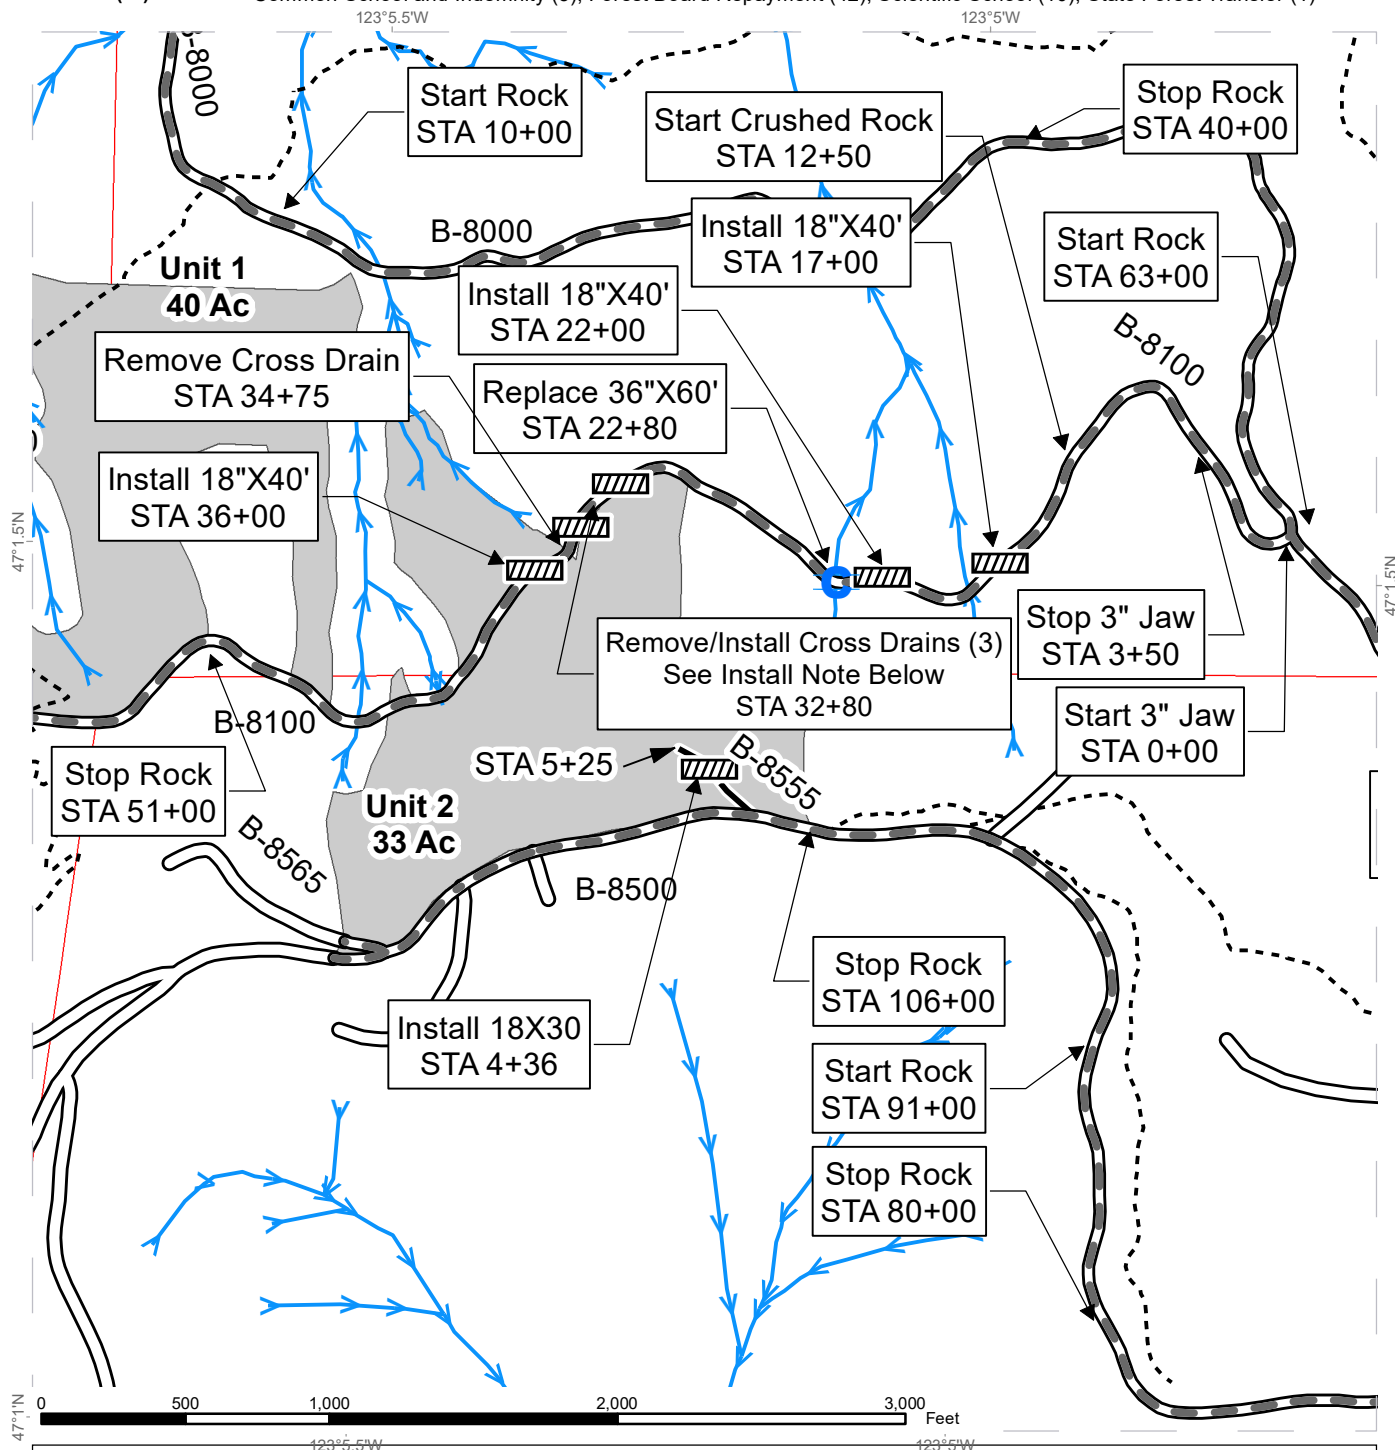 123°5.5'W
123°5'W
B-8000
Start Rock
STA 10+00
Start Crushed Rock
STA 12+50
Stop Rock
STA 40+00
B-8000
Install 18"X40'
STA 17+00
Start Rock
STA 63+00
Unit 1
40 Ac
Install 18"X40'
STA 22+00
B-8100
Remove Cross Drain
STA 34+75
Replace 36"X60'
STA 22+80
Install 18"X40'
STA 36+00
47°1.5'N
47°1.5'N
Remove/Install Cross Drains (3)
See Install Note Below
STA 32+80
Stop 3" Jaw
STA 3+50
B-8100
Start 3" Jaw
STA 0+00
STA 5+25
B-8555
Stop Rock
STA 51+00
Unit 2
33 Ac
B-8565
B-8500
Stop Rock
STA 106+00
Install 18X30
STA 4+36
Start Rock
STA 91+00
Stop Rock
STA 80+00
47°1'N
0 500 1,000 2,000 3,000
Feet
123°5.5'W
123°5'W